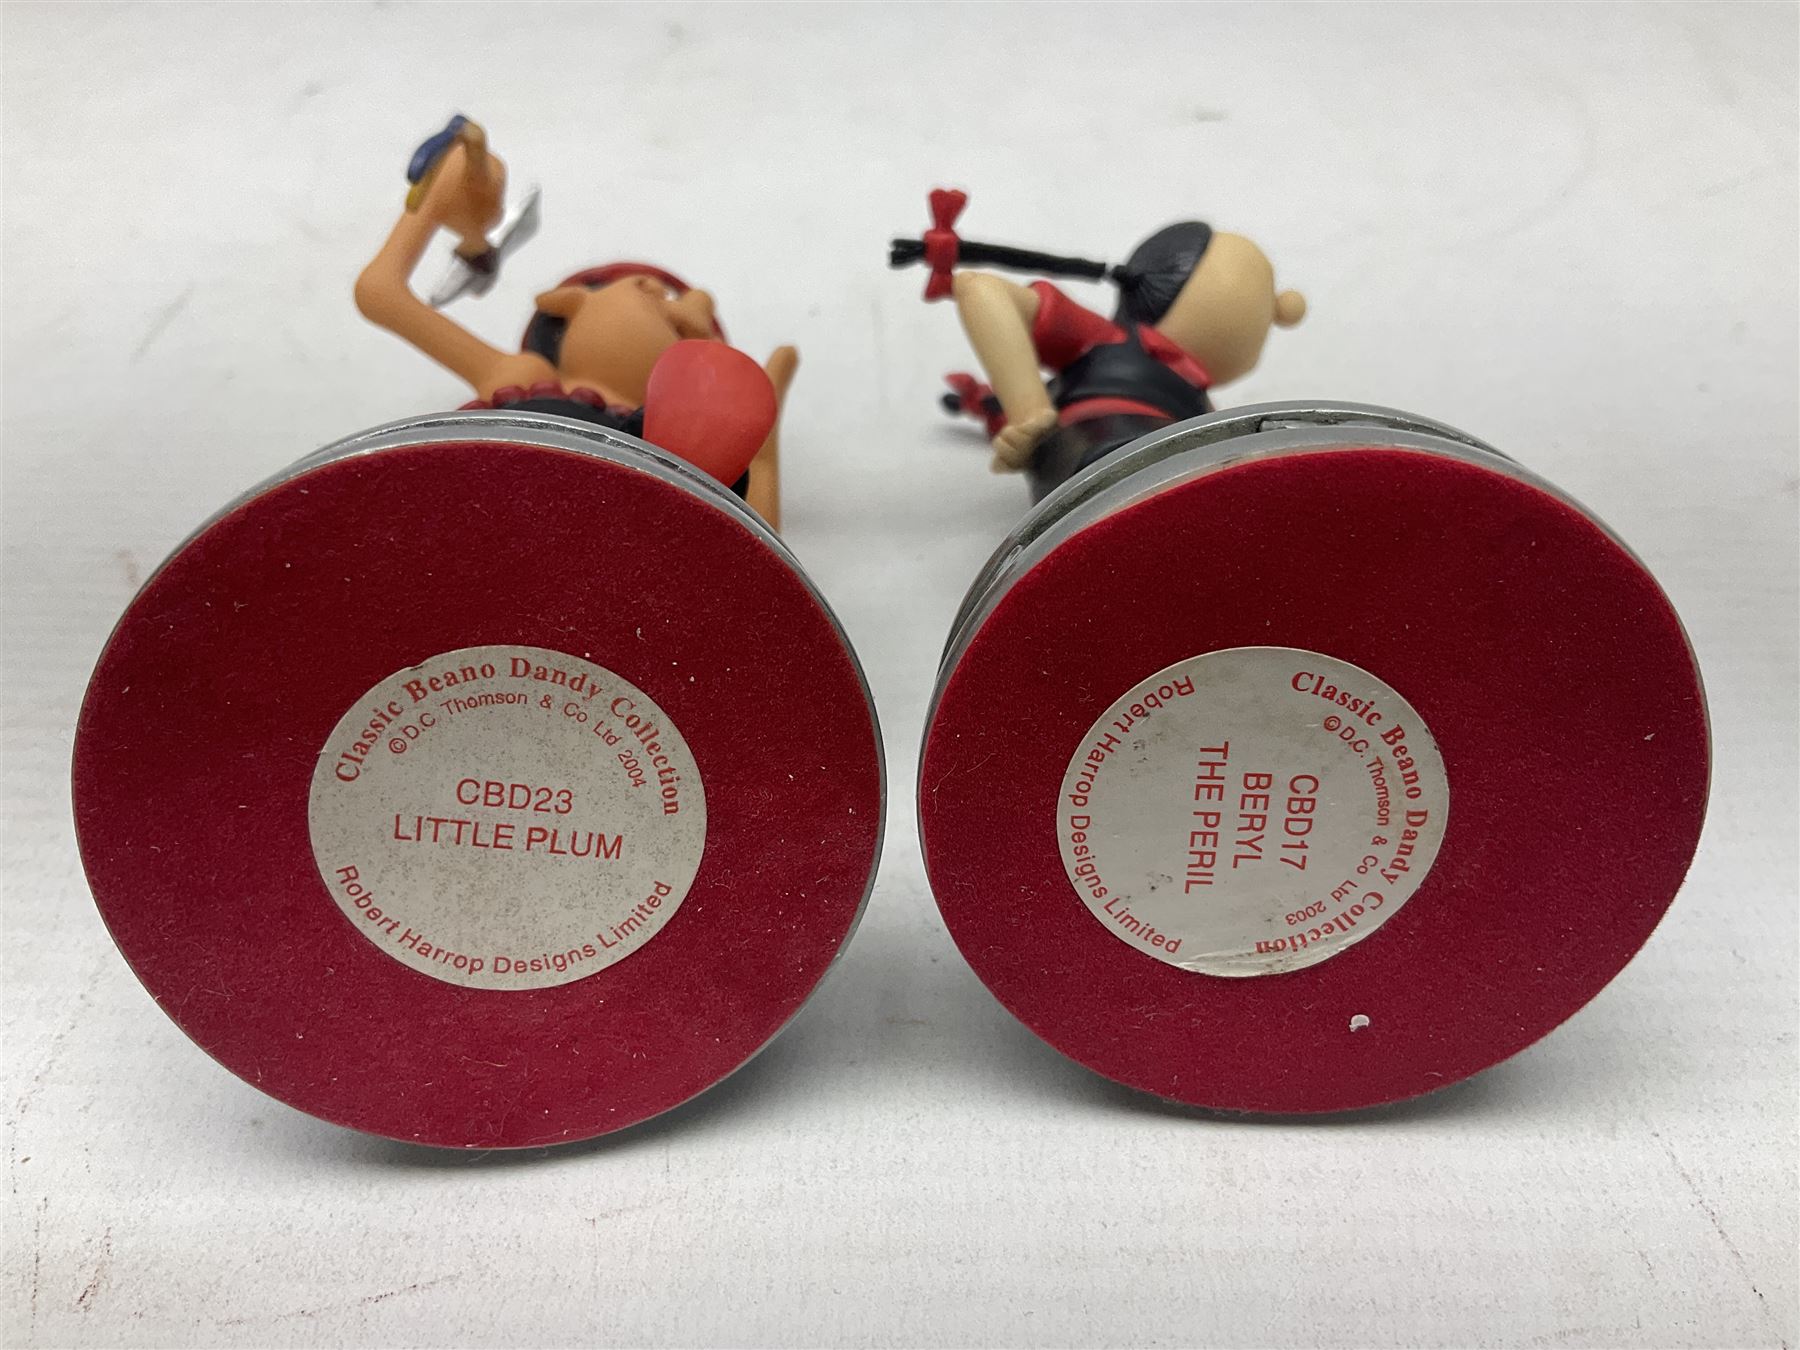 Classic Beano Dandy Collection
©D.C Thomson & Co Ltd 2004
CBD23
LITTLE PLUM
Robert Harrop Designs Limited
Classic Beano Dandy Collection
©D.C. Thomson & Co Ltd 2003
CBD17
BERYL
THE PERIL
Robert Harrop Designs Limited